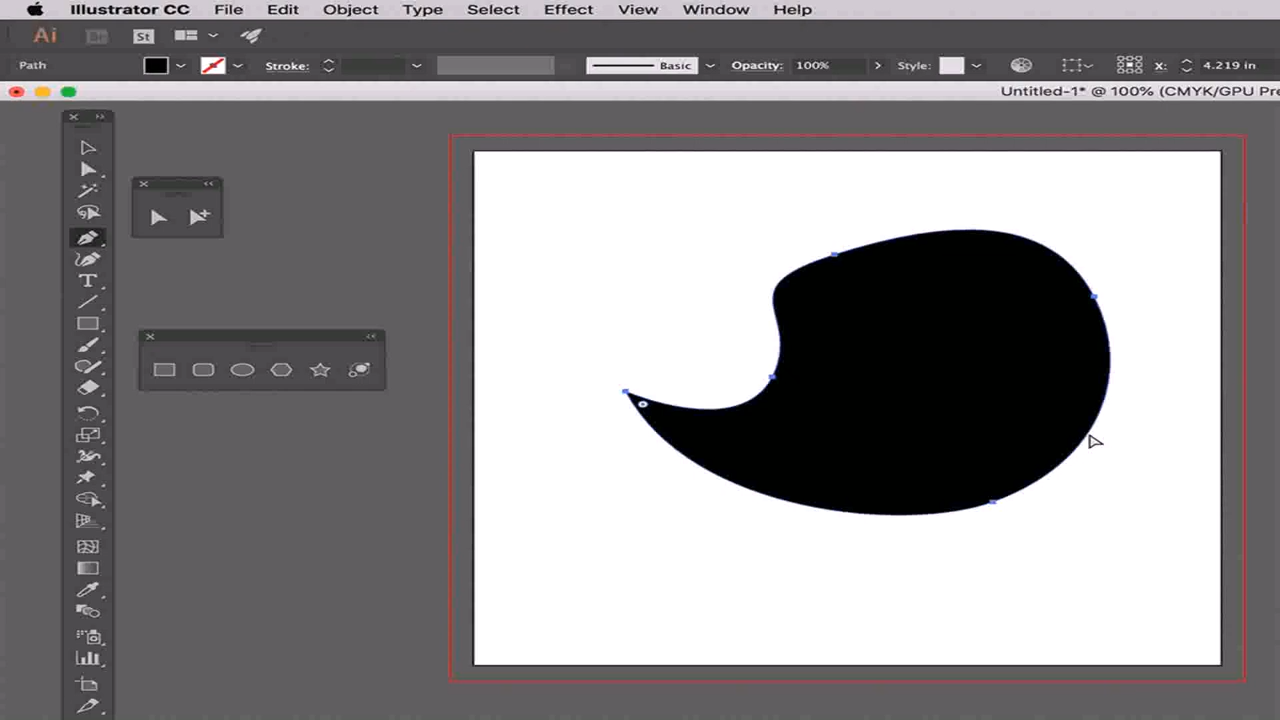 Illustrator CC File Edit Object Type Select Effect View Window Help
Ai Br St
Path Stroke: Basic Opacity: 100% Style: X: 4.219 in
Untitled-1* @ 100% (CMYK/GPU Pre
T